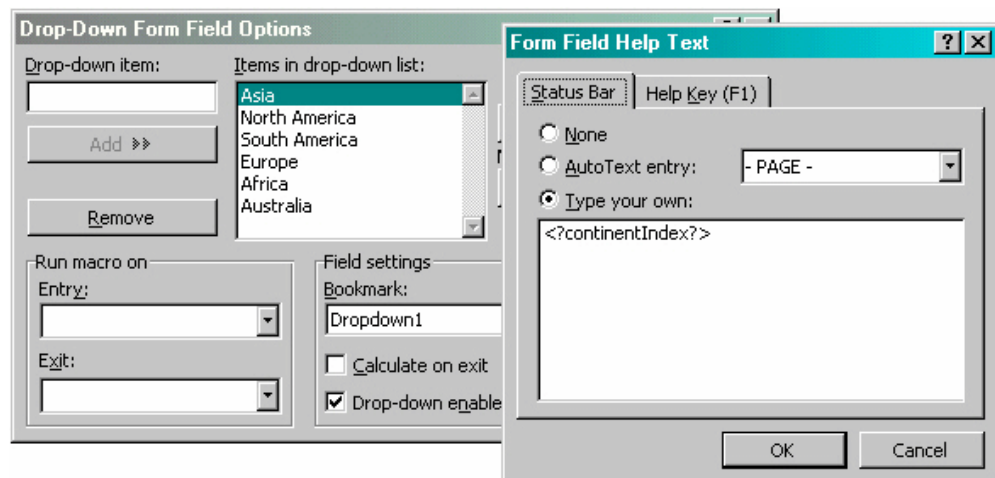 Drop-Down Form Field Options
Drop-down item:
Items in drop-down list:
Asia
North America
South America
Europe
Africa
Australia
Add
Remove
Run macro on
Entry:
Exit:
Field settings
Bookmark:
Dropdown1
Calculate on exit
Drop-down enable
Form Field Help Text
Status Bar
Help Key (F1)
None
AutoText entry:
- PAGE -
Type your own:
<?continentIndex?>
OK
Cancel